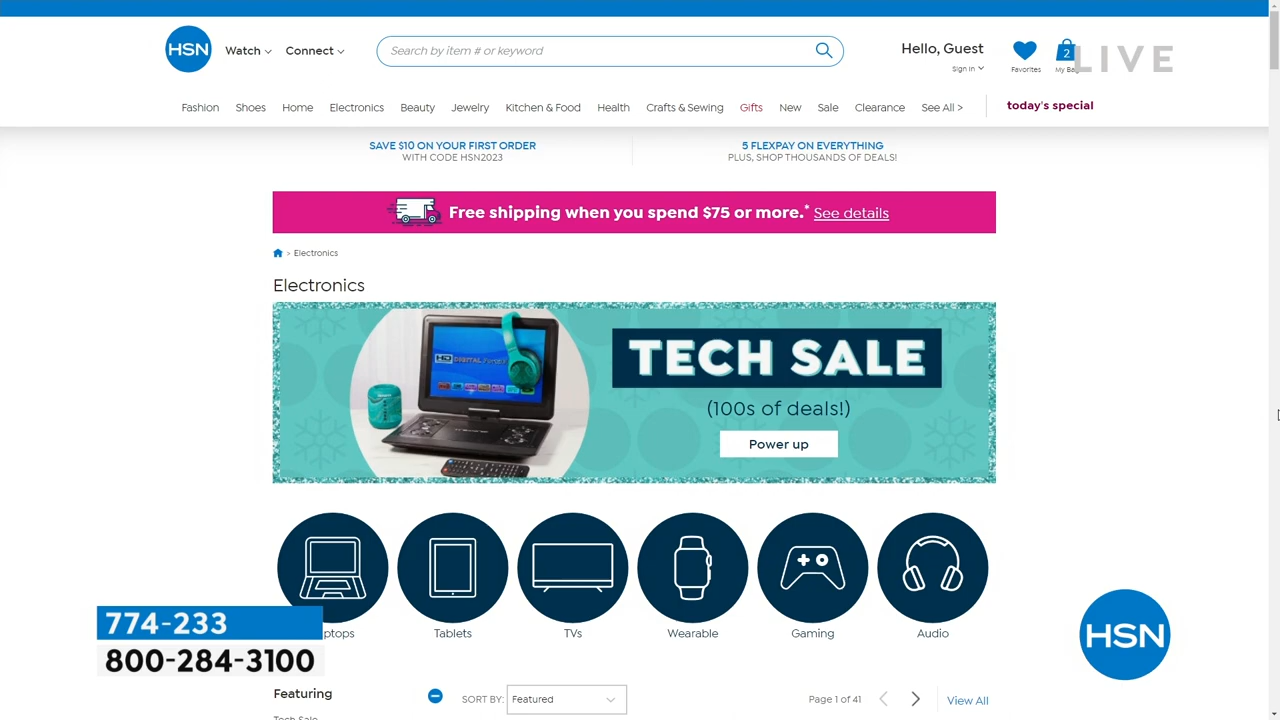 HSN
Watch
Connect
Search by item # or keyword
Hello, Guest
Sign In
Favorites
2
My Bag
LIVE
Fashion
Shoes
Home
Electronics
Beauty
Jewelry
Kitchen & Food
Health
Crafts & Sewing
Gifts
New
Sale
Clearance
See All >
today's special
SAVE $10 ON YOUR FIRST ORDER
WITH CODE HSN2023
5 FLEXPAY ON EVERYTHING
PLUS, SHOP THOUSANDS OF DEALS!
Free shipping when you spend $75 or more.* See details
> Electronics
Electronics
TECH SALE
(100s of deals!)
Power up
ptops
Tablets
TVs
Wearable
Gaming
Audio
774-233
800-284-3100
HSN
Featuring
SORT BY:
Featured
Page 1 of 41
View All
Tech Sale